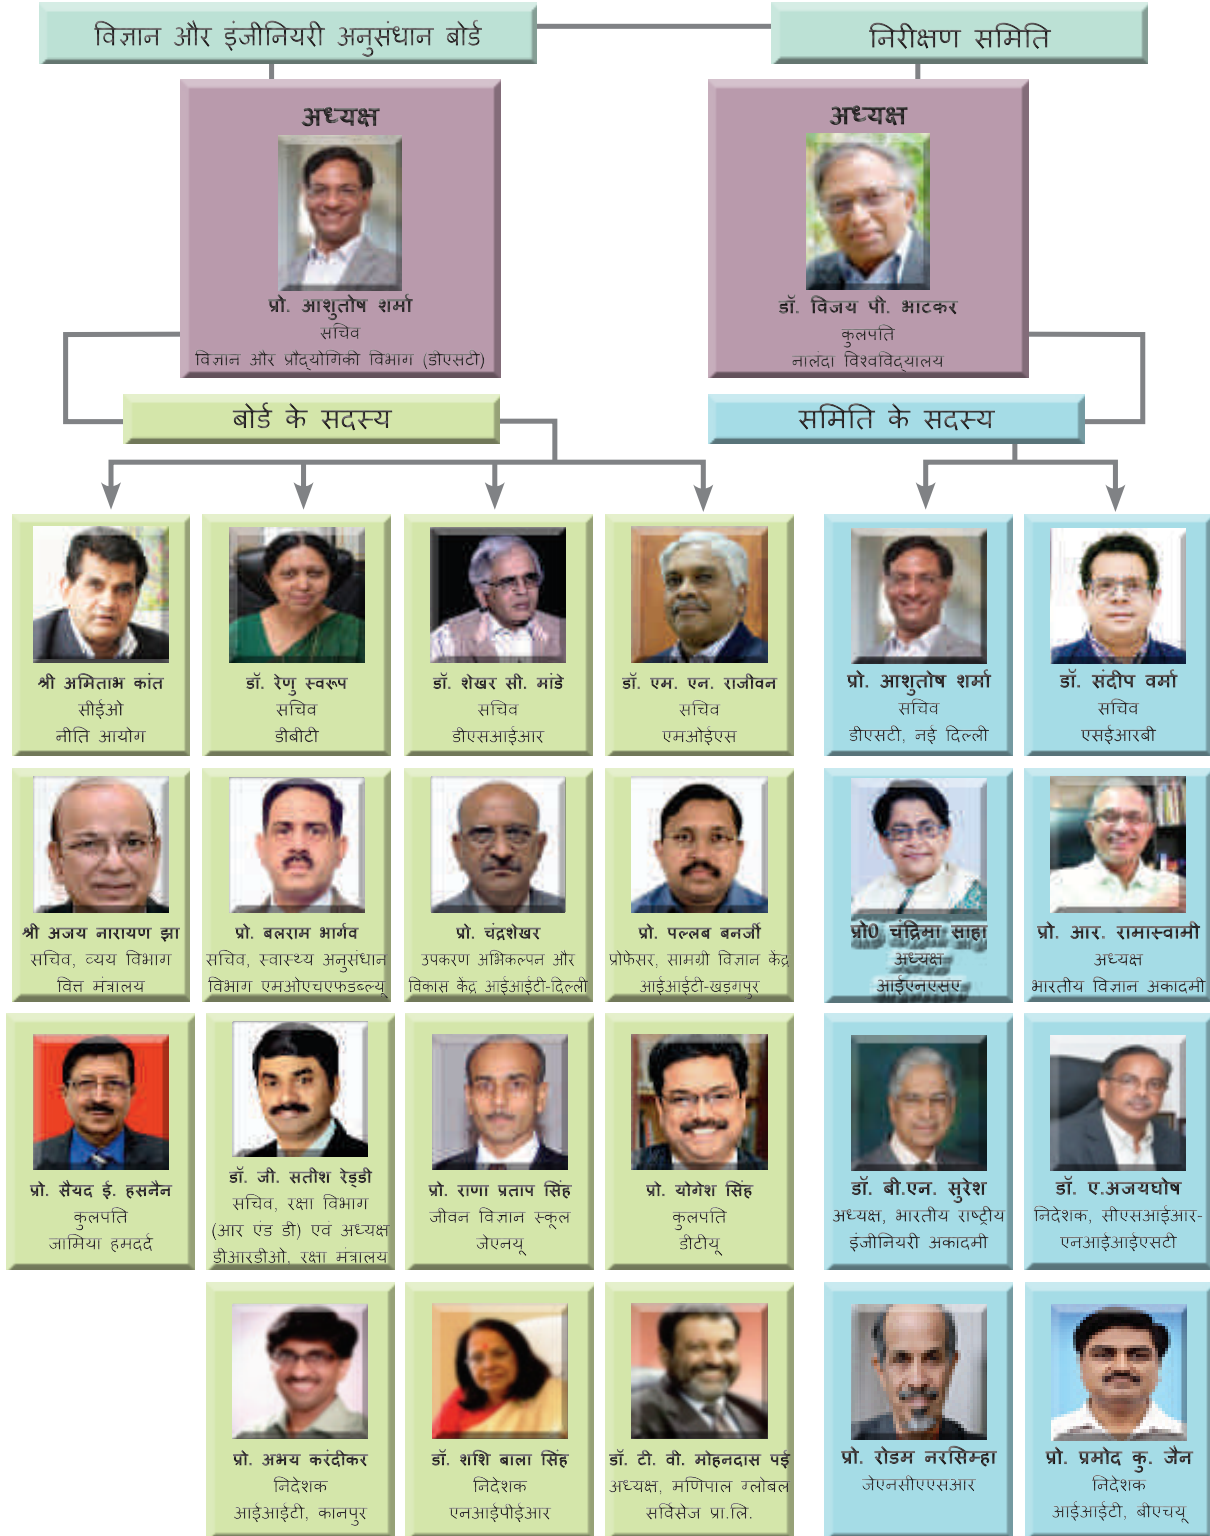 विज्ञान और इंजीनियरी अनुसंधान बोर्ड
निरीक्षण समिति
अध्यक्ष
प्रो. आशुतोष शर्मा
सचिव
विज्ञान और प्रौद्योगिकी विभाग (डीएसटी)
अध्यक्ष
डॉ. विजय पी. भाटकर
कुलपति
नालंदा विश्वविद्यालय
बोर्ड के सदस्य
समिति के सदस्य
श्री अमिताभ कांत
सीईओ
नीति आयोग
डॉ. रेणु स्वरूप
सचिव
डीबीटी
डॉ. शेखर सी. मांडे
सचिव
डीएसआईआर
डॉ. एम. एन. राजीवन
सचिव
एमओईएस
प्रो. आशुतोष शर्मा
सचिव
डीएसटी, नई दिल्ली
डॉ. संदीप वर्मा
सचिव
एसईआरबी
श्री अजय नारायण झा
सचिव, व्यय विभाग
वित्त मंत्रालय
प्रो. बलराम भार्गव
सचिव, स्वास्थ्य अनुसंधान
विभाग एमओएचएफडब्ल्यू
प्रो. चंद्रशेखर
उपकरण अभिकल्पन और
विकास केंद्र आईआईटी-दिल्ली
प्रो. पल्लब बनर्जी
प्रोफेसर, सामग्री विज्ञान केंद्र
आईआईटी-खड़गपुर
प्रो0 चंद्रिमा साहा
अध्यक्ष
आईएनएसए
प्रो. आर. रामास्वामी
अध्यक्ष
भारतीय विज्ञान अकादमी
प्रो. सैयद ई. हसनैन
कुलपति
जामिया हमदर्द
डॉ. जी. सतीश रेड्डी
सचिव, रक्षा विभाग
(आर एंड डी) एवं अध्यक्ष
डीआरडीओ, रक्षा मंत्रालय
प्रो. राणा प्रताप सिंह
जीवन विज्ञान स्कूल
जेएनयू
प्रो. योगेश सिंह
कुलपति
डीटीयू
डॉ. बी.एन. सुरेश
अध्यक्ष, भारतीय राष्ट्रीय
इंजीनियरी अकादमी
डॉ. ए.अजयघोष
निदेशक, सीएसआईआर-
एनआईआईएसटी
प्रो. अभय करंदीकर
निदेशक
आईआईटी, कानपुर
डॉ. शशि बाला सिंह
निदेशक
एनआईपीईआर
डॉ. टी. वी. मोहनदास पई
अध्यक्ष, मणिपाल ग्लोबल
सर्विसेज प्रा.लि.
प्रो. रोडम नरसिम्हा
जेएनसीएएसआर
प्रो. प्रमोद कु. जैन
निदेशक
आईआईटी, बीएचयू